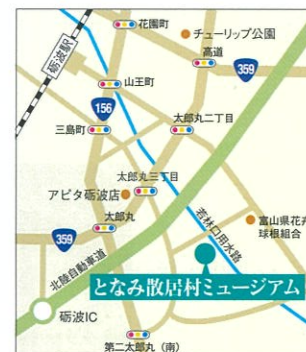 花園町
チューリップ公園
砺波駅
高道
359
山王町
156
三島町
太郎丸二丁目
太郎丸三丁目
アピタ砺波店
太郎丸
若林口用水路
富山県花卉
球根組合
359
北陸自動車道
となみ散居村ミュージアム
砺波IC
第二太郎丸(南)